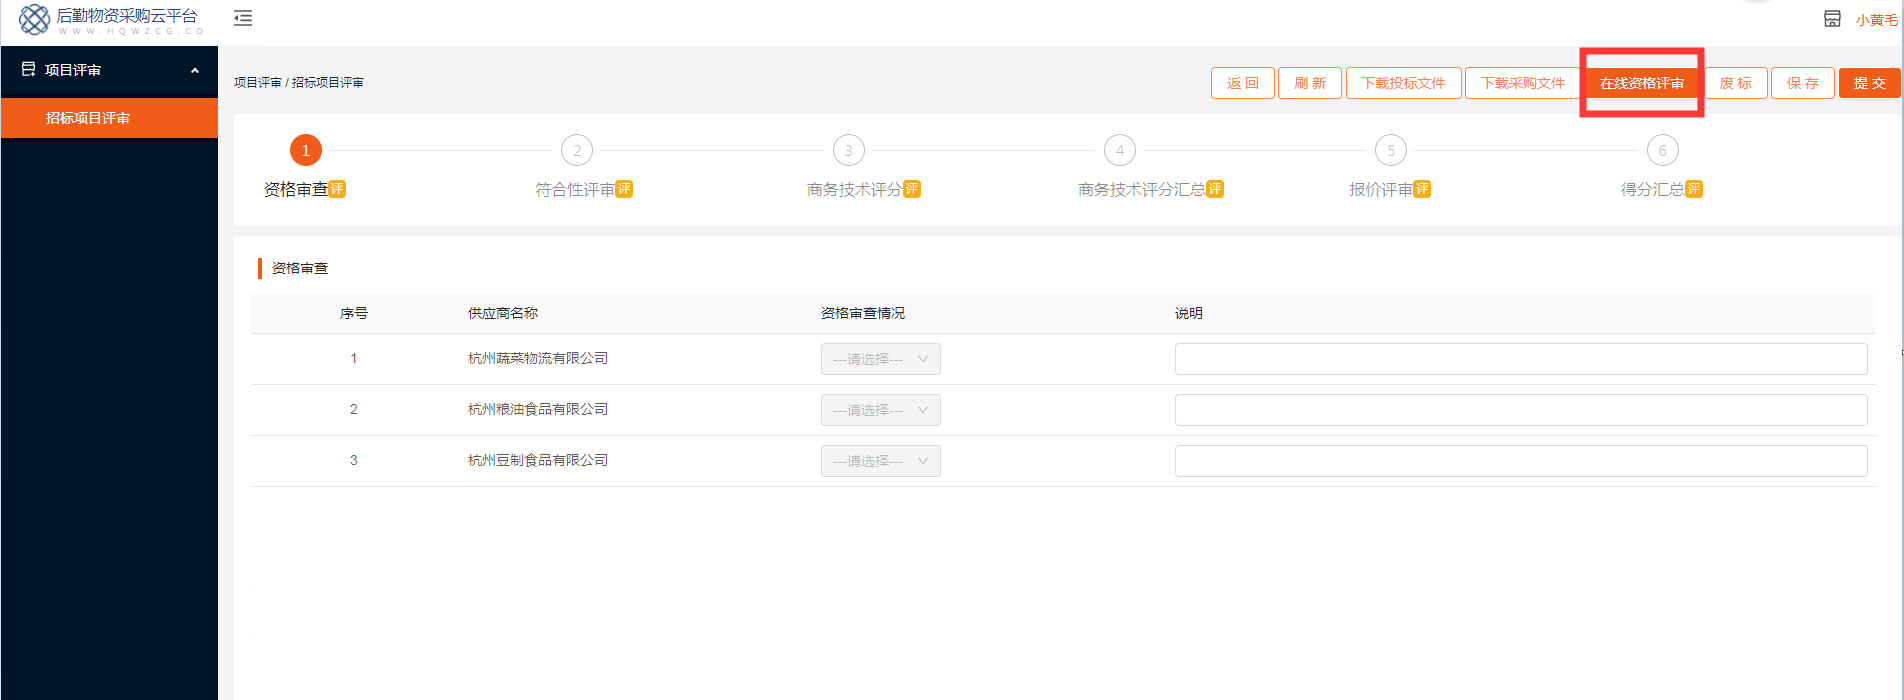 后勤物资采购云平台
WWW.HQWZCG.CO
小黄毛
项目评审
招标项目评审
项目评审 / 招标项目评审
返 回 刷 新 下载投标文件 下载采购文件 在线资格评审 废 标 保 存 提 交
1 2 3 4 5 6
资格审查评 符合性评审评 商务技术评分评 商务技术评分汇总评 报价评审评 得分汇总评
资格审查
序号 供应商名称 资格审查情况 说明
1 杭州蔬菜物流有限公司 ---请选择---
2 杭州粮油食品有限公司 ---请选择---
3 杭州豆制食品有限公司 ---请选择---